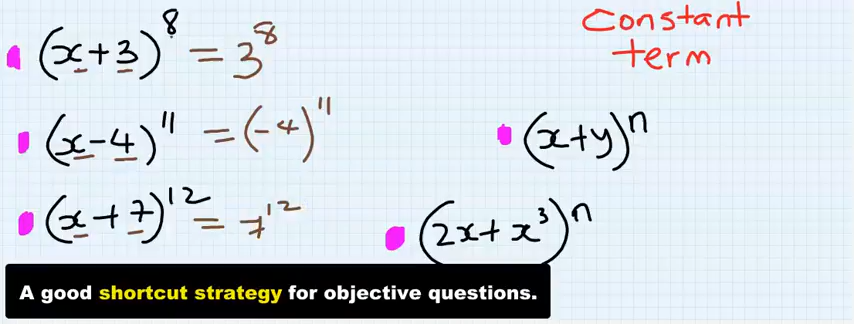 Constant
term
(x+3)^8 = 3^8
(x-4)^11 = (-4)^11
(x+y)^n
(x+7)^12 = 7^12
(2x+x^3)^n
A good shortcut strategy for objective questions.